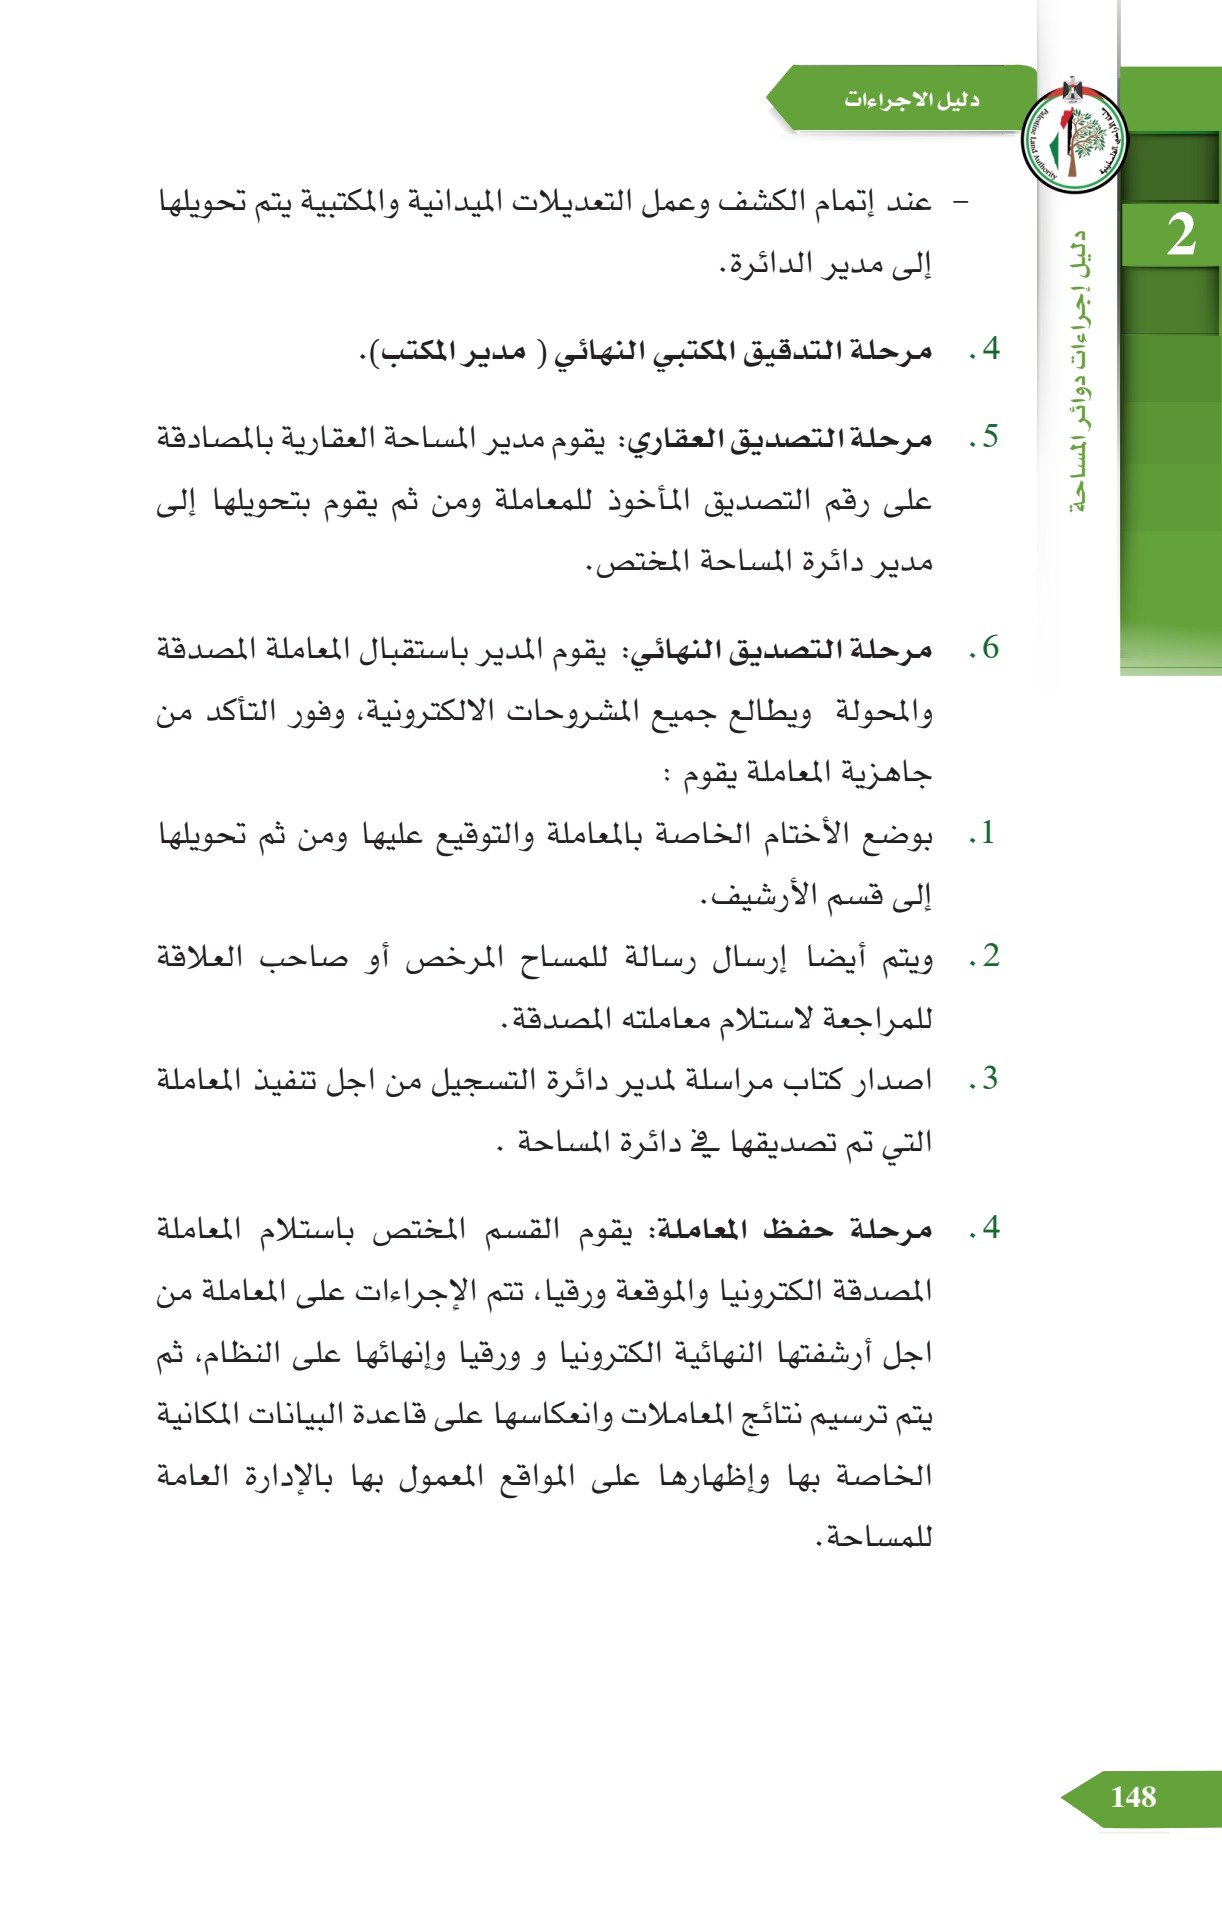 دليل الاجراءات
Palestine Land Authority
2
دليل إجراءات دوائر المساحة
– عند إتمام الكشف وعمل التعديلات الميدانية والمكتبية يتم تحويلها
إلى مدير الدائرة.
4. مرحلة التدقيق المكتبي النهائي ( مدير المكتب).
5. مرحلة التصديق العقاري: يقوم مدير المساحة العقارية بالمصادقة
على رقم التصديق المأخوذ للمعاملة ومن ثم يقوم بتحويلها إلى
مدير دائرة المساحة المختص.
6. مرحلة التصديق النهائي: يقوم المدير باستقبال المعاملة المصدقة
والمحولة ويطالع جميع المشروحات الالكترونية، وفور التأكد من
جاهزية المعاملة يقوم :
1. بوضع الأختام الخاصة بالمعاملة والتوقيع عليها ومن ثم تحويلها
إلى قسم الأرشيف.
2. ويتم أيضا إرسال رسالة للمساح المرخص أو صاحب العلاقة
للمراجعة لاستلام معاملته المصدقة.
3. اصدار كتاب مراسلة لمدير دائرة التسجيل من اجل تنفيذ المعاملة
التي تم تصديقها في دائرة المساحة .
4. مرحلة حفظ المعاملة: يقوم القسم المختص باستلام المعاملة
المصدقة الكترونيا والموقعة ورقيا، تتم الإجراءات على المعاملة من
اجل أرشفتها النهائية الكترونيا و ورقيا وإنهائها على النظام، ثم
يتم ترسيم نتائج المعاملات وانعكاسها على قاعدة البيانات المكانية
الخاصة بها وإظهارها على المواقع المعمول بها بالإدارة العامة
للمساحة.
148